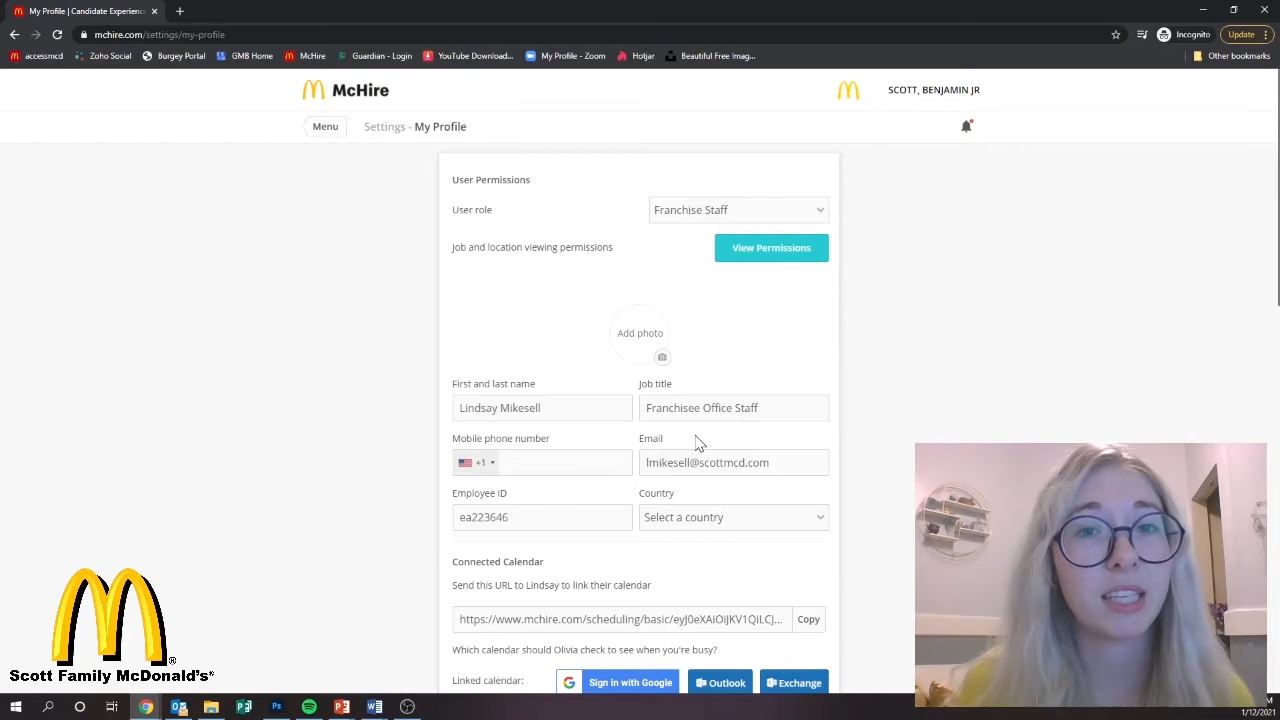 My Profile | Candidate Experienc
mchire.com/settings/my-profile
Incognito
Update
accessmcd
Zoho Social
Burgey Portal
GMB Home
McHire
Guardian - Login
YouTube Download...
My Profile - Zoom
Hotjar
Beautiful Free Imag...
Other bookmarks
McHire
SCOTT, BENJAMIN JR
Menu
Settings - My Profile
User Permissions
User role
Franchise Staff
Job and location viewing permissions
View Permissions
Add photo
First and last name
Job title
Lindsay Mikesell
Franchisee Office Staff
Mobile phone number
Email
+1
lmikesell@scottmcd.com
Employee ID
Country
ea223646
Select a country
Connected Calendar
Send this URL to Lindsay to link their calendar
https://www.mchire.com/scheduling/basic/eyJ0eXAiOiJKV1QiLCJ...
Copy
Which calendar should Olivia check to see when you're busy?
Linked calendar:
Sign in with Google
Outlook
Exchange
Scott Family McDonald's®
1/12/2021